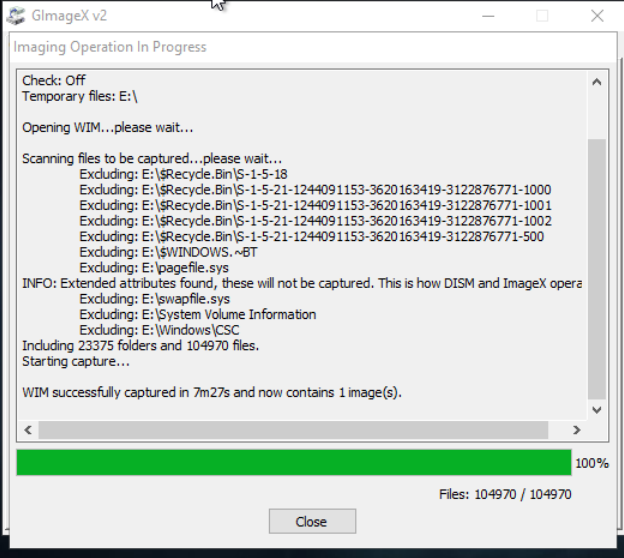 GImageX v2
Imaging Operation In Progress
Check: Off
Temporary files: E:\
Opening WIM...please wait...
Scanning files to be captured...please wait...
Excluding: E:\$Recycle.Bin\S-1-5-18
Excluding: E:\$Recycle.Bin\S-1-5-21-1244091153-3620163419-3122876771-1000
Excluding: E:\$Recycle.Bin\S-1-5-21-1244091153-3620163419-3122876771-1001
Excluding: E:\$Recycle.Bin\S-1-5-21-1244091153-3620163419-3122876771-1002
Excluding: E:\$Recycle.Bin\S-1-5-21-1244091153-3620163419-3122876771-500
Excluding: E:\$WINDOWS.~BT
Excluding: E:\pagefile.sys
INFO: Extended attributes found, these will not be captured. This is how DISM and ImageX opera
Excluding: E:\swapfile.sys
Excluding: E:\System Volume Information
Excluding: E:\Windows\CSC
Including 23375 folders and 104970 files.
Starting capture...
WIM successfully captured in 7m27s and now contains 1 image(s).
100%
Files: 104970 / 104970
Close